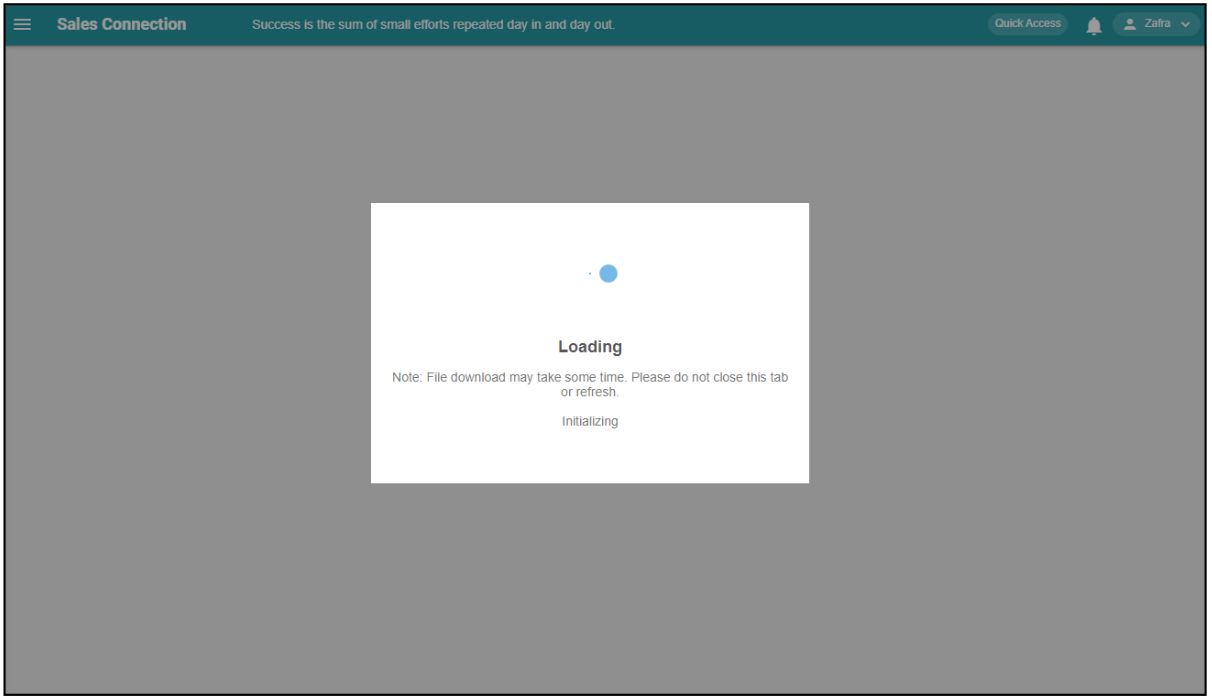 Sales Connection
Success is the sum of small efforts repeated day in and day out.
Quick Access
Zafra
Loading
Note: File download may take some time. Please do not close this tab
or refresh.
Initializing